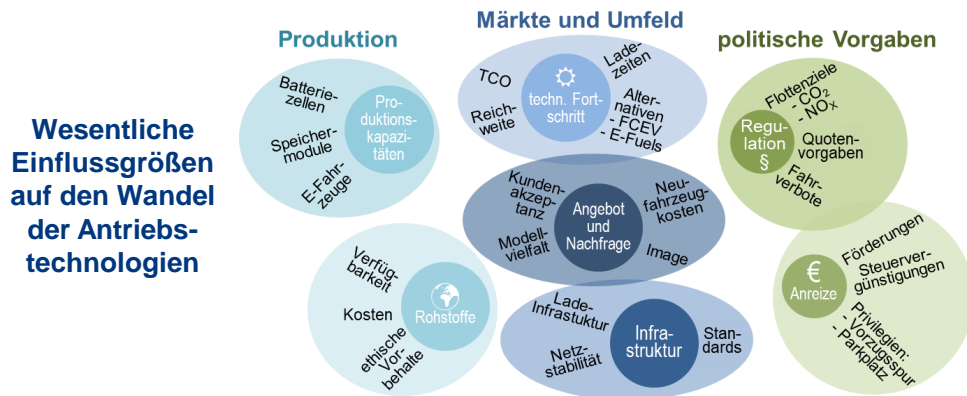 Wesentliche
Einflussgrößen
auf den Wandel
der Antriebs-
technologien
Produktion
Batterie-
zellen
Speicher-
module
E-Fahr-
zeuge
Pro-
duktions-
kapazi-
täten
Verfüg-
barkeit
Kosten
ethische
Vor-
behalte
Rohstoffe
Märkte und Umfeld
TCO
Reich-
weite
techn. Fort-
schritt
Lade-
zeiten
Alter-
nativen
- FCEV
- E-Fuels
Kunden-
akzep-
tanz
Modell-
vielfalt
Angebot
und
Nachfrage
Neu-
fahrzeug-
kosten
Image
Lade-
Infrastuktur
Netz-
stabilität
Infra-
struktur
Stan-
dards
politische Vorgaben
Flottenziele
- CO₂
- NOₓ
Regu-
lation
§
Quoten-
vorgaben
Fahr-
verbote
€
Anreize
Förderungen
Steuerver-
günstigungen
Privilegien:
- Vorzugsspur
- Parkplatz